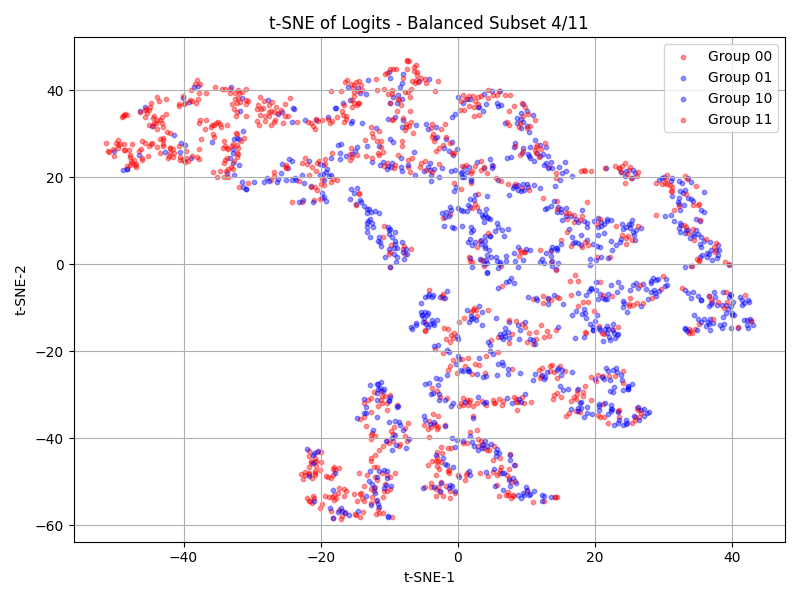 t-SNE of Logits - Balanced Subset 4/11
Group 00
Group 01
Group 10
Group 11
40
20
0
−20
−40
−60
t-SNE-2
−40
−20
0
20
40
t-SNE-1